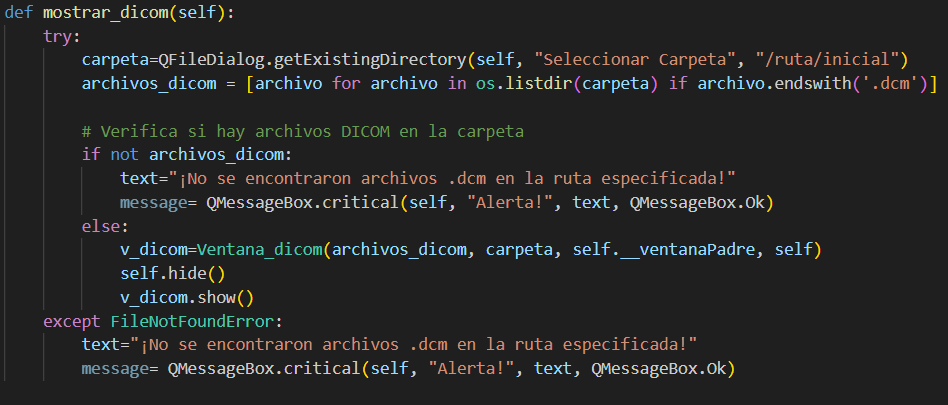 def mostrar_dicom(self):
    try:
        carpeta=QFileDialog.getExistingDirectory(self, "Seleccionar Carpeta", "/ruta/inicial")
        archivos_dicom = [archivo for archivo in os.listdir(carpeta) if archivo.endswith('.dcm')]

        # Verifica si hay archivos DICOM en la carpeta
        if not archivos_dicom:
            text="¡No se encontraron archivos .dcm en la ruta especificada!"
            message= QMessageBox.critical(self, "Alerta!", text, QMessageBox.Ok)
        else:
            v_dicom=Ventana_dicom(archivos_dicom, carpeta, self.__ventanaPadre, self)
            self.hide()
            v_dicom.show()
    except FileNotFoundError:
        text="¡No se encontraron archivos .dcm en la ruta especificada!"
        message= QMessageBox.critical(self, "Alerta!", text, QMessageBox.Ok)